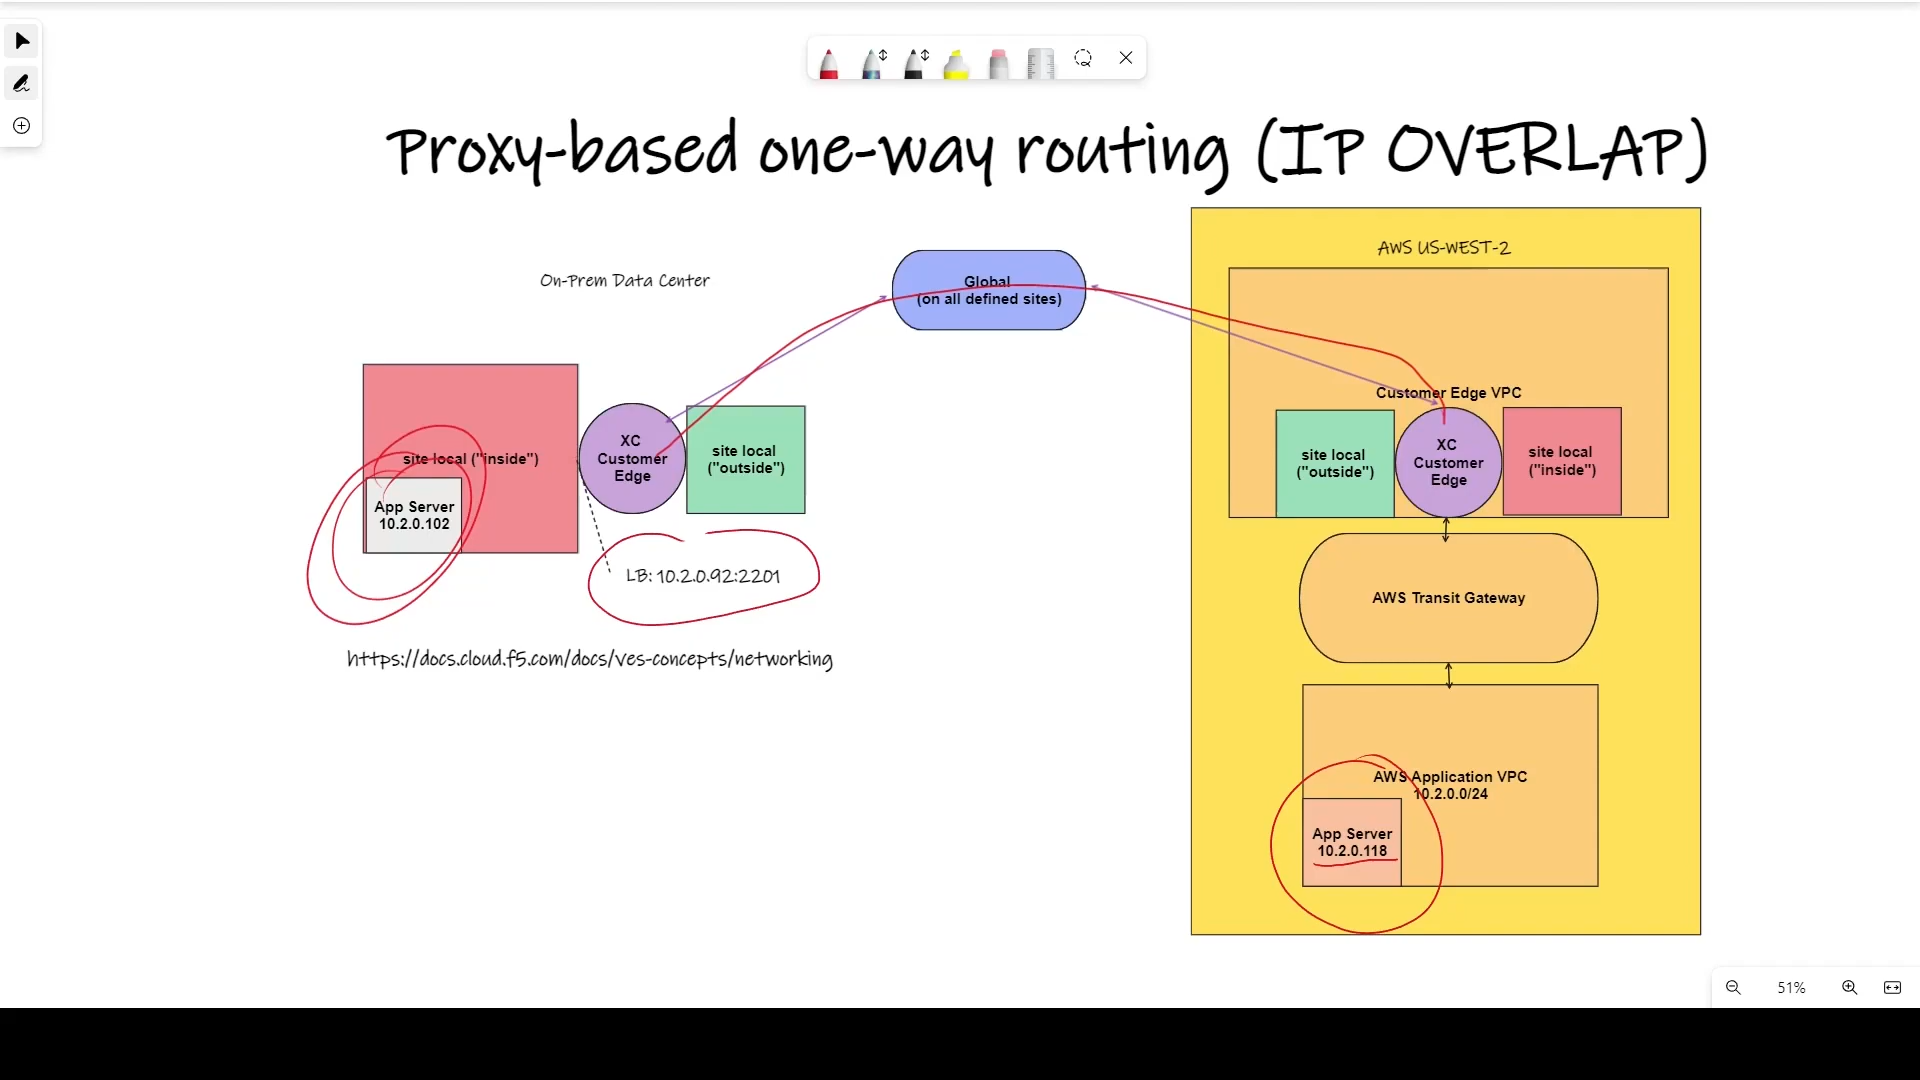 Proxy-based one-way routing (IP OVERLAP)
On-Prem Data Center
Global
(on all defined sites)
AWS US-WEST-2
Customer Edge VPC
site local ("inside")
App Server
10.2.0.102
XC
Customer
Edge
site local
("outside")
LB: 10.2.0.92:2201
https://docs.cloud.f5.com/docs/ves-concepts/networking
site local
("outside")
XC
Customer
Edge
site local
("inside")
AWS Transit Gateway
AWS Application VPC
10.2.0.0/24
App Server
10.2.0.118
51%